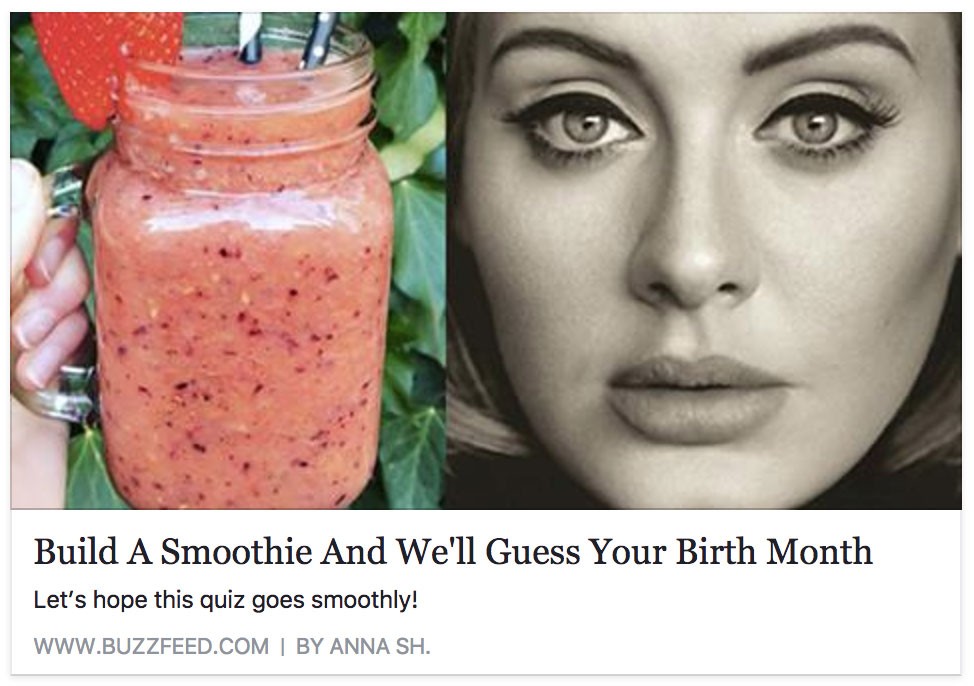 Build A Smoothie And We'll Guess Your Birth Month
Let’s hope this quiz goes smoothly!
WWW.BUZZFEED.COM | BY ANNA SH.